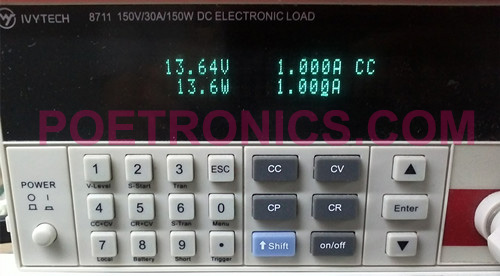 IVYTECH 8711 150V/30A/150W DC ELECTRONIC LOAD
13.64V 1.000A CC
13.6W 1.000A
POETRONICS.COM
POWER
O I
1 2 3 ESC
V-Level S-Start Tran
4 5 6 0
CC+CV CR+CV S-Tran Menu
7 8 9 •
Local Battery Short Trigger
CC CV
CP CR
⇧ Shift on/off
▲
Enter
▼